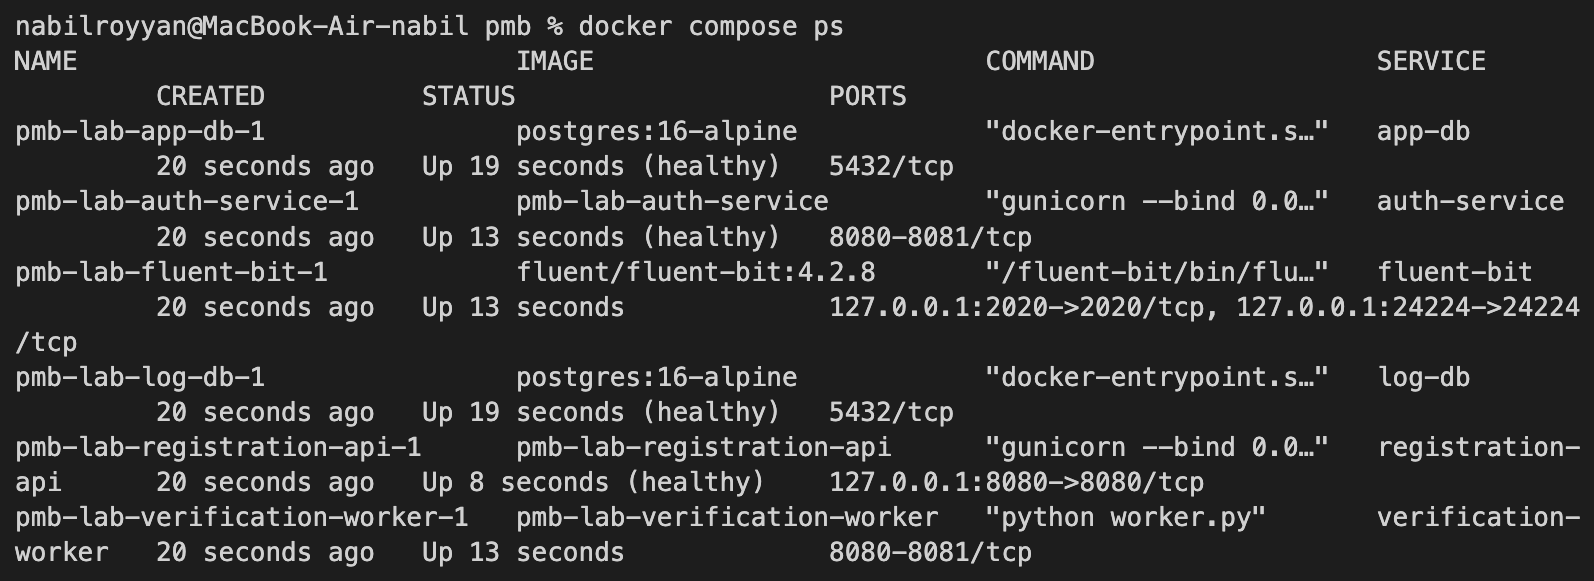 nabilroyyan@MacBook-Air-nabil pmb % docker compose ps
NAME                            IMAGE                         COMMAND                  SERVICE
         CREATED          STATUS                    PORTS
pmb-lab-app-db-1                postgres:16-alpine            "docker-entrypoint.s…"   app-db
         20 seconds ago   Up 19 seconds (healthy)   5432/tcp
pmb-lab-auth-service-1          pmb-lab-auth-service          "gunicorn --bind 0.0…"   auth-service
         20 seconds ago   Up 13 seconds (healthy)   8080-8081/tcp
pmb-lab-fluent-bit-1            fluent/fluent-bit:4.2.8       "/fluent-bit/bin/flu…"   fluent-bit
         20 seconds ago   Up 13 seconds             127.0.0.1:2020->2020/tcp, 127.0.0.1:24224->24224
/tcp
pmb-lab-log-db-1                postgres:16-alpine            "docker-entrypoint.s…"   log-db
         20 seconds ago   Up 19 seconds (healthy)   5432/tcp
pmb-lab-registration-api-1      pmb-lab-registration-api      "gunicorn --bind 0.0…"   registration-
api      20 seconds ago   Up 8 seconds (healthy)    127.0.0.1:8080->8080/tcp
pmb-lab-verification-worker-1   pmb-lab-verification-worker   "python worker.py"       verification-
worker   20 seconds ago   Up 13 seconds             8080-8081/tcp